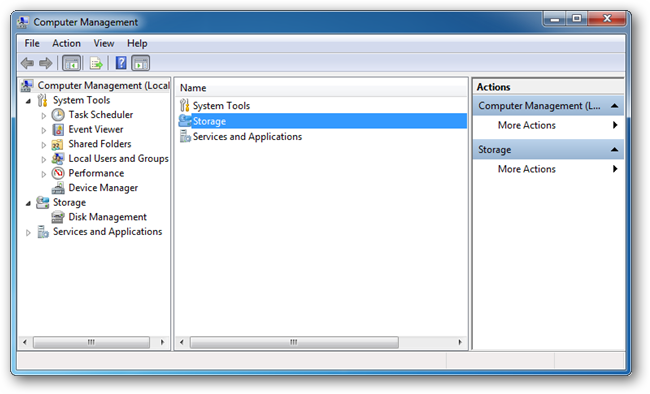 Computer Management
File Action View Help
Computer Management (Local
System Tools
Task Scheduler
Event Viewer
Shared Folders
Local Users and Groups
Performance
Device Manager
Storage
Disk Management
Services and Applications
Name
System Tools
Storage
Services and Applications
Actions
Computer Management (L...
More Actions
Storage
More Actions